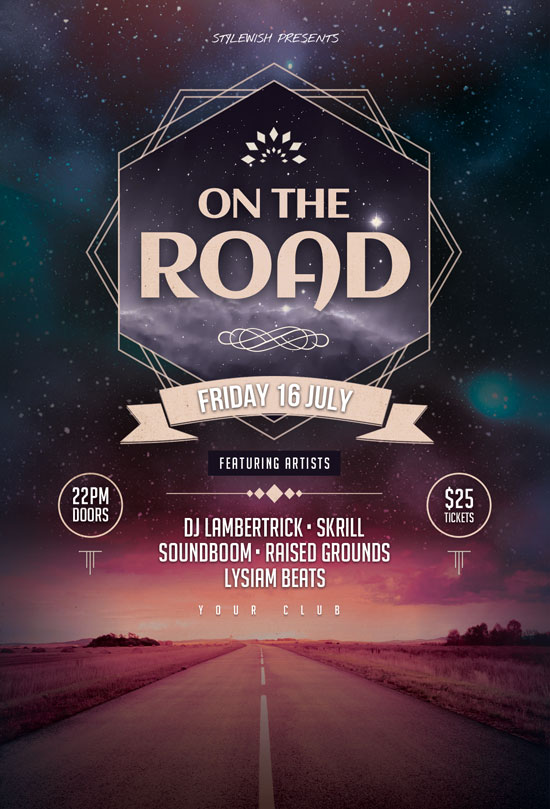 STYLEWISH PRESENTS
ON THE
ROAD
FRIDAY 16 JULY
FEATURING ARTISTS
22PM
DOORS
$25
TICKETS
DJ LAMBERTRICK • SKRILL
SOUNDBOOM • RAISED GROUNDS
LYSIAM BEATS
YOUR CLUB